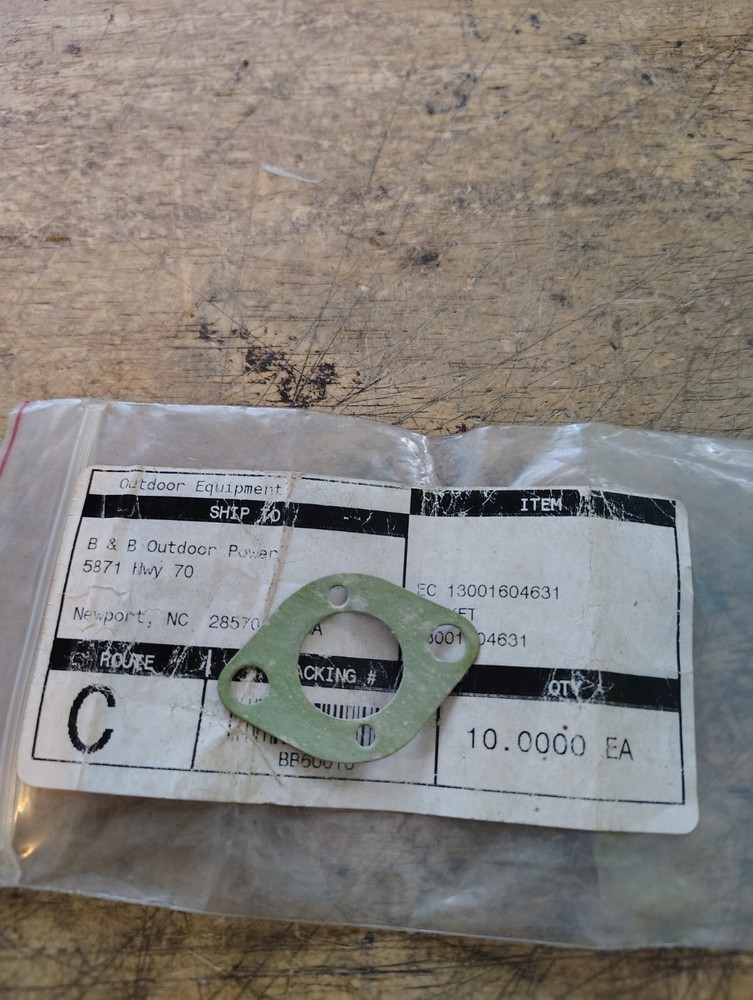 Outdoor Equipment
SHIP TO
B & B Outdoor Power
5871 Hwy 70
Newport, NC 28570
ITEM
EC 13001604631
ROUTE
C
QTY
10.0000 EA